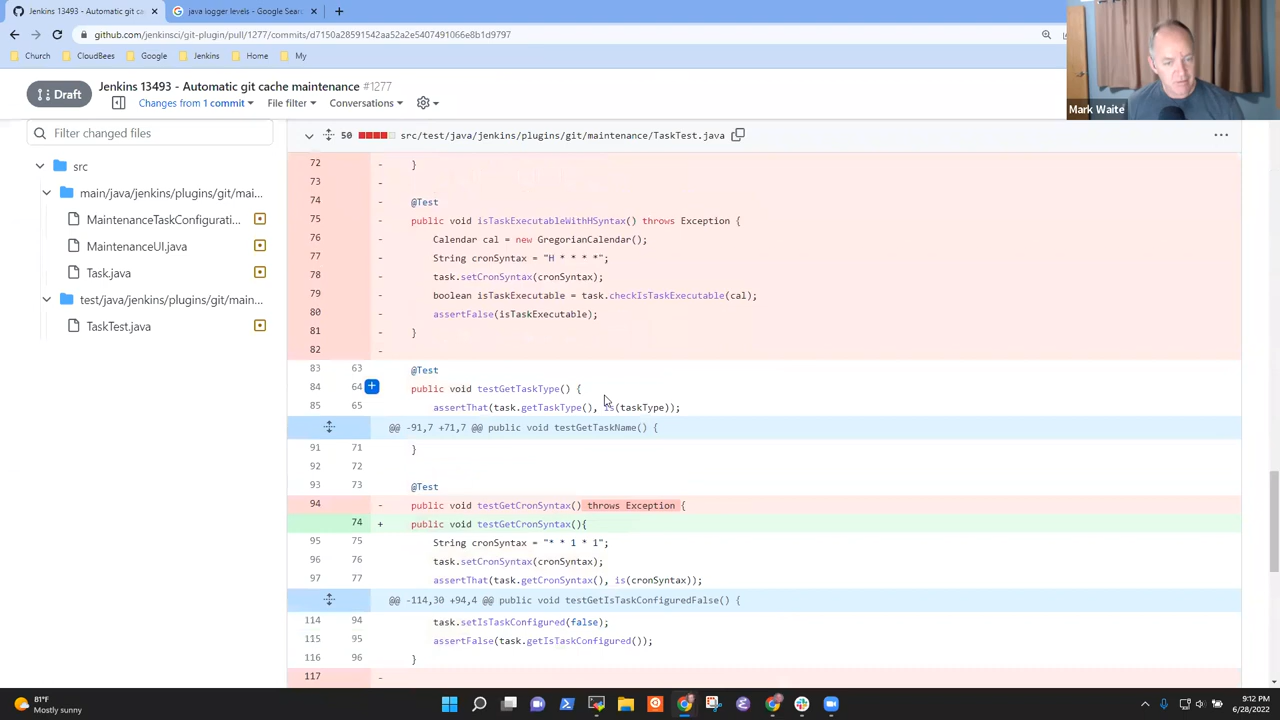 Jenkins 13493 - Automatic git ca
java logger levels - Google Sear
github.com/jenkinsci/git-plugin/pull/1277/commits/d7150a28591542aa52a2e5407491066e8b1d9797
Church
CloudBees
Google
Jenkins
Home
My
Mark Waite
Draft
Jenkins 13493 - Automatic git cache maintenance #1277
Changes from 1 commit
File filter
Conversations
Filter changed files
src
main/java/jenkins/plugins/git/mai...
MaintenanceTaskConfigurati...
MaintenanceUI.java
Task.java
test/java/jenkins/plugins/git/main...
TaskTest.java
50 src/test/java/jenkins/plugins/git/maintenance/TaskTest.java
72 - }
73 -
74 - @Test
75 - public void isTaskExecutableWithHSyntax() throws Exception {
76 - Calendar cal = new GregorianCalendar();
77 - String cronSyntax = "H * * * *";
78 - task.setCronSyntax(cronSyntax);
79 - boolean isTaskExecutable = task.checkIsTaskExecutable(cal);
80 - assertFalse(isTaskExecutable);
81 - }
82 -
83 63 @Test
84 64 public void testGetTaskType() {
85 65 assertThat(task.getTaskType(), is(taskType));
@@ -91,7 +71,7 @@ public void testGetTaskName() {
91 71 }
92 72
93 73 @Test
94 - public void testGetCronSyntax() throws Exception {
74 + public void testGetCronSyntax(){
95 75 String cronSyntax = "* * 1 * 1";
96 76 task.setCronSyntax(cronSyntax);
97 77 assertThat(task.getCronSyntax(), is(cronSyntax));
@@ -114,30 +94,4 @@ public void testGetIsTaskConfiguredFalse() {
114 94 task.setIsTaskConfigured(false);
115 95 assertFalse(task.getIsTaskConfigured());
116 96 }
117 -
81°F
Mostly sunny
9:12 PM
6/28/2022